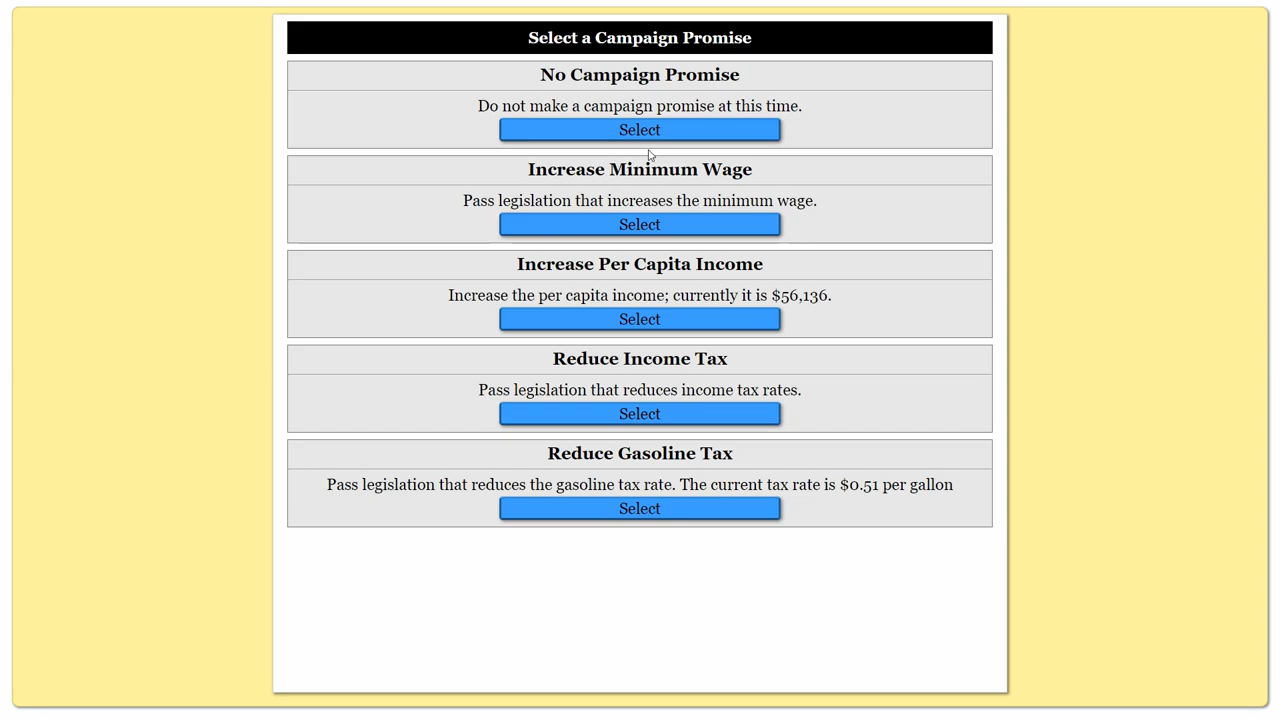 Select a Campaign Promise
No Campaign Promise
Do not make a campaign promise at this time.
Select
Increase Minimum Wage
Pass legislation that increases the minimum wage.
Select
Increase Per Capita Income
Increase the per capita income; currently it is $56,136.
Select
Reduce Income Tax
Pass legislation that reduces income tax rates.
Select
Reduce Gasoline Tax
Pass legislation that reduces the gasoline tax rate. The current tax rate is $0.51 per gallon
Select